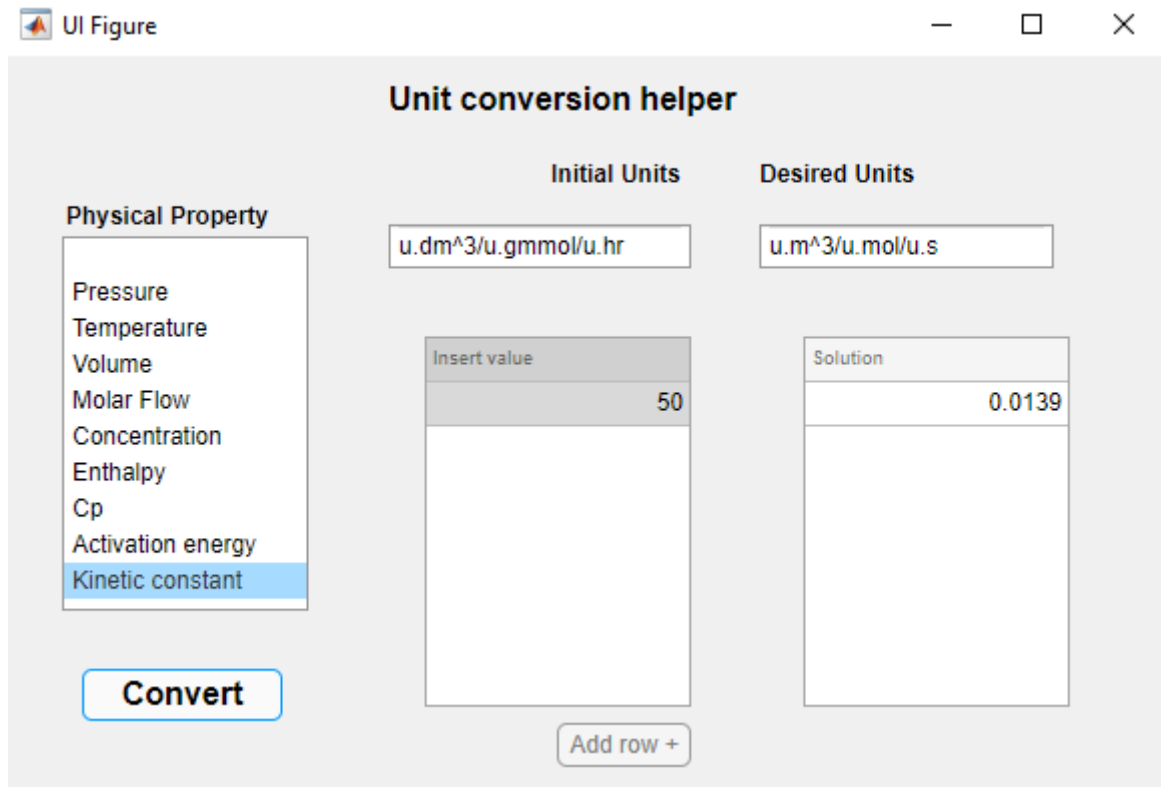 UI Figure
Unit conversion helper
Initial Units
Desired Units
Physical Property
u.dm^3/u.gmmol/u.hr
u.m^3/u.mol/u.s
Pressure
Temperature
Volume
Molar Flow
Concentration
Enthalpy
Cp
Activation energy
Kinetic constant
Insert value
50
Solution
0.0139
Convert
Add row +